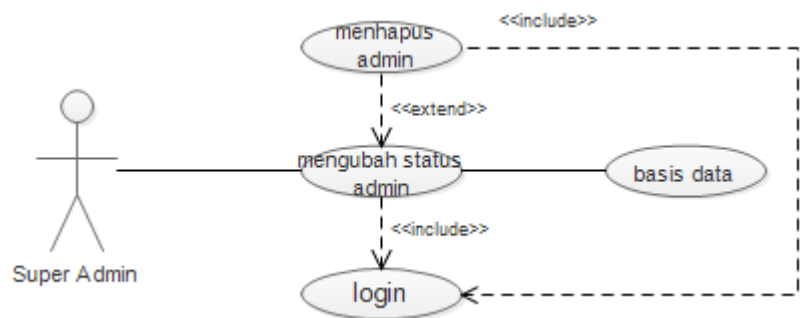 <<include>>
menhapus
admin
<<extend>>
mengubah status
admin
basis data
<<include>>
Super Admin
login